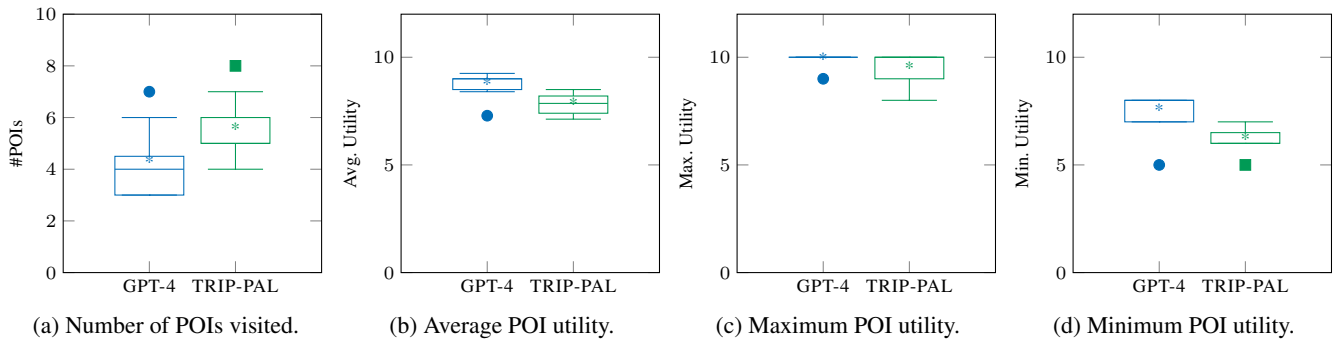 10
8
6
4
2
0
#POIs
GPT-4 TRIP-PAL
(a) Number of POIs visited.
10
5
0
Avg. Utility
GPT-4 TRIP-PAL
(b) Average POI utility.
10
5
0
Max. Utility
GPT-4 TRIP-PAL
(c) Maximum POI utility.
10
5
0
Min. Utility
GPT-4 TRIP-PAL
(d) Minimum POI utility.